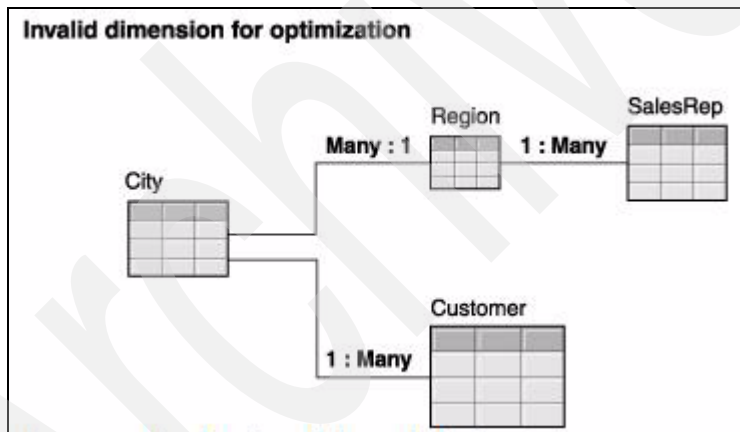 Invalid dimension for optimization
SalesRep
Region
Many : 1
1 : Many
City
Customer
1 : Many